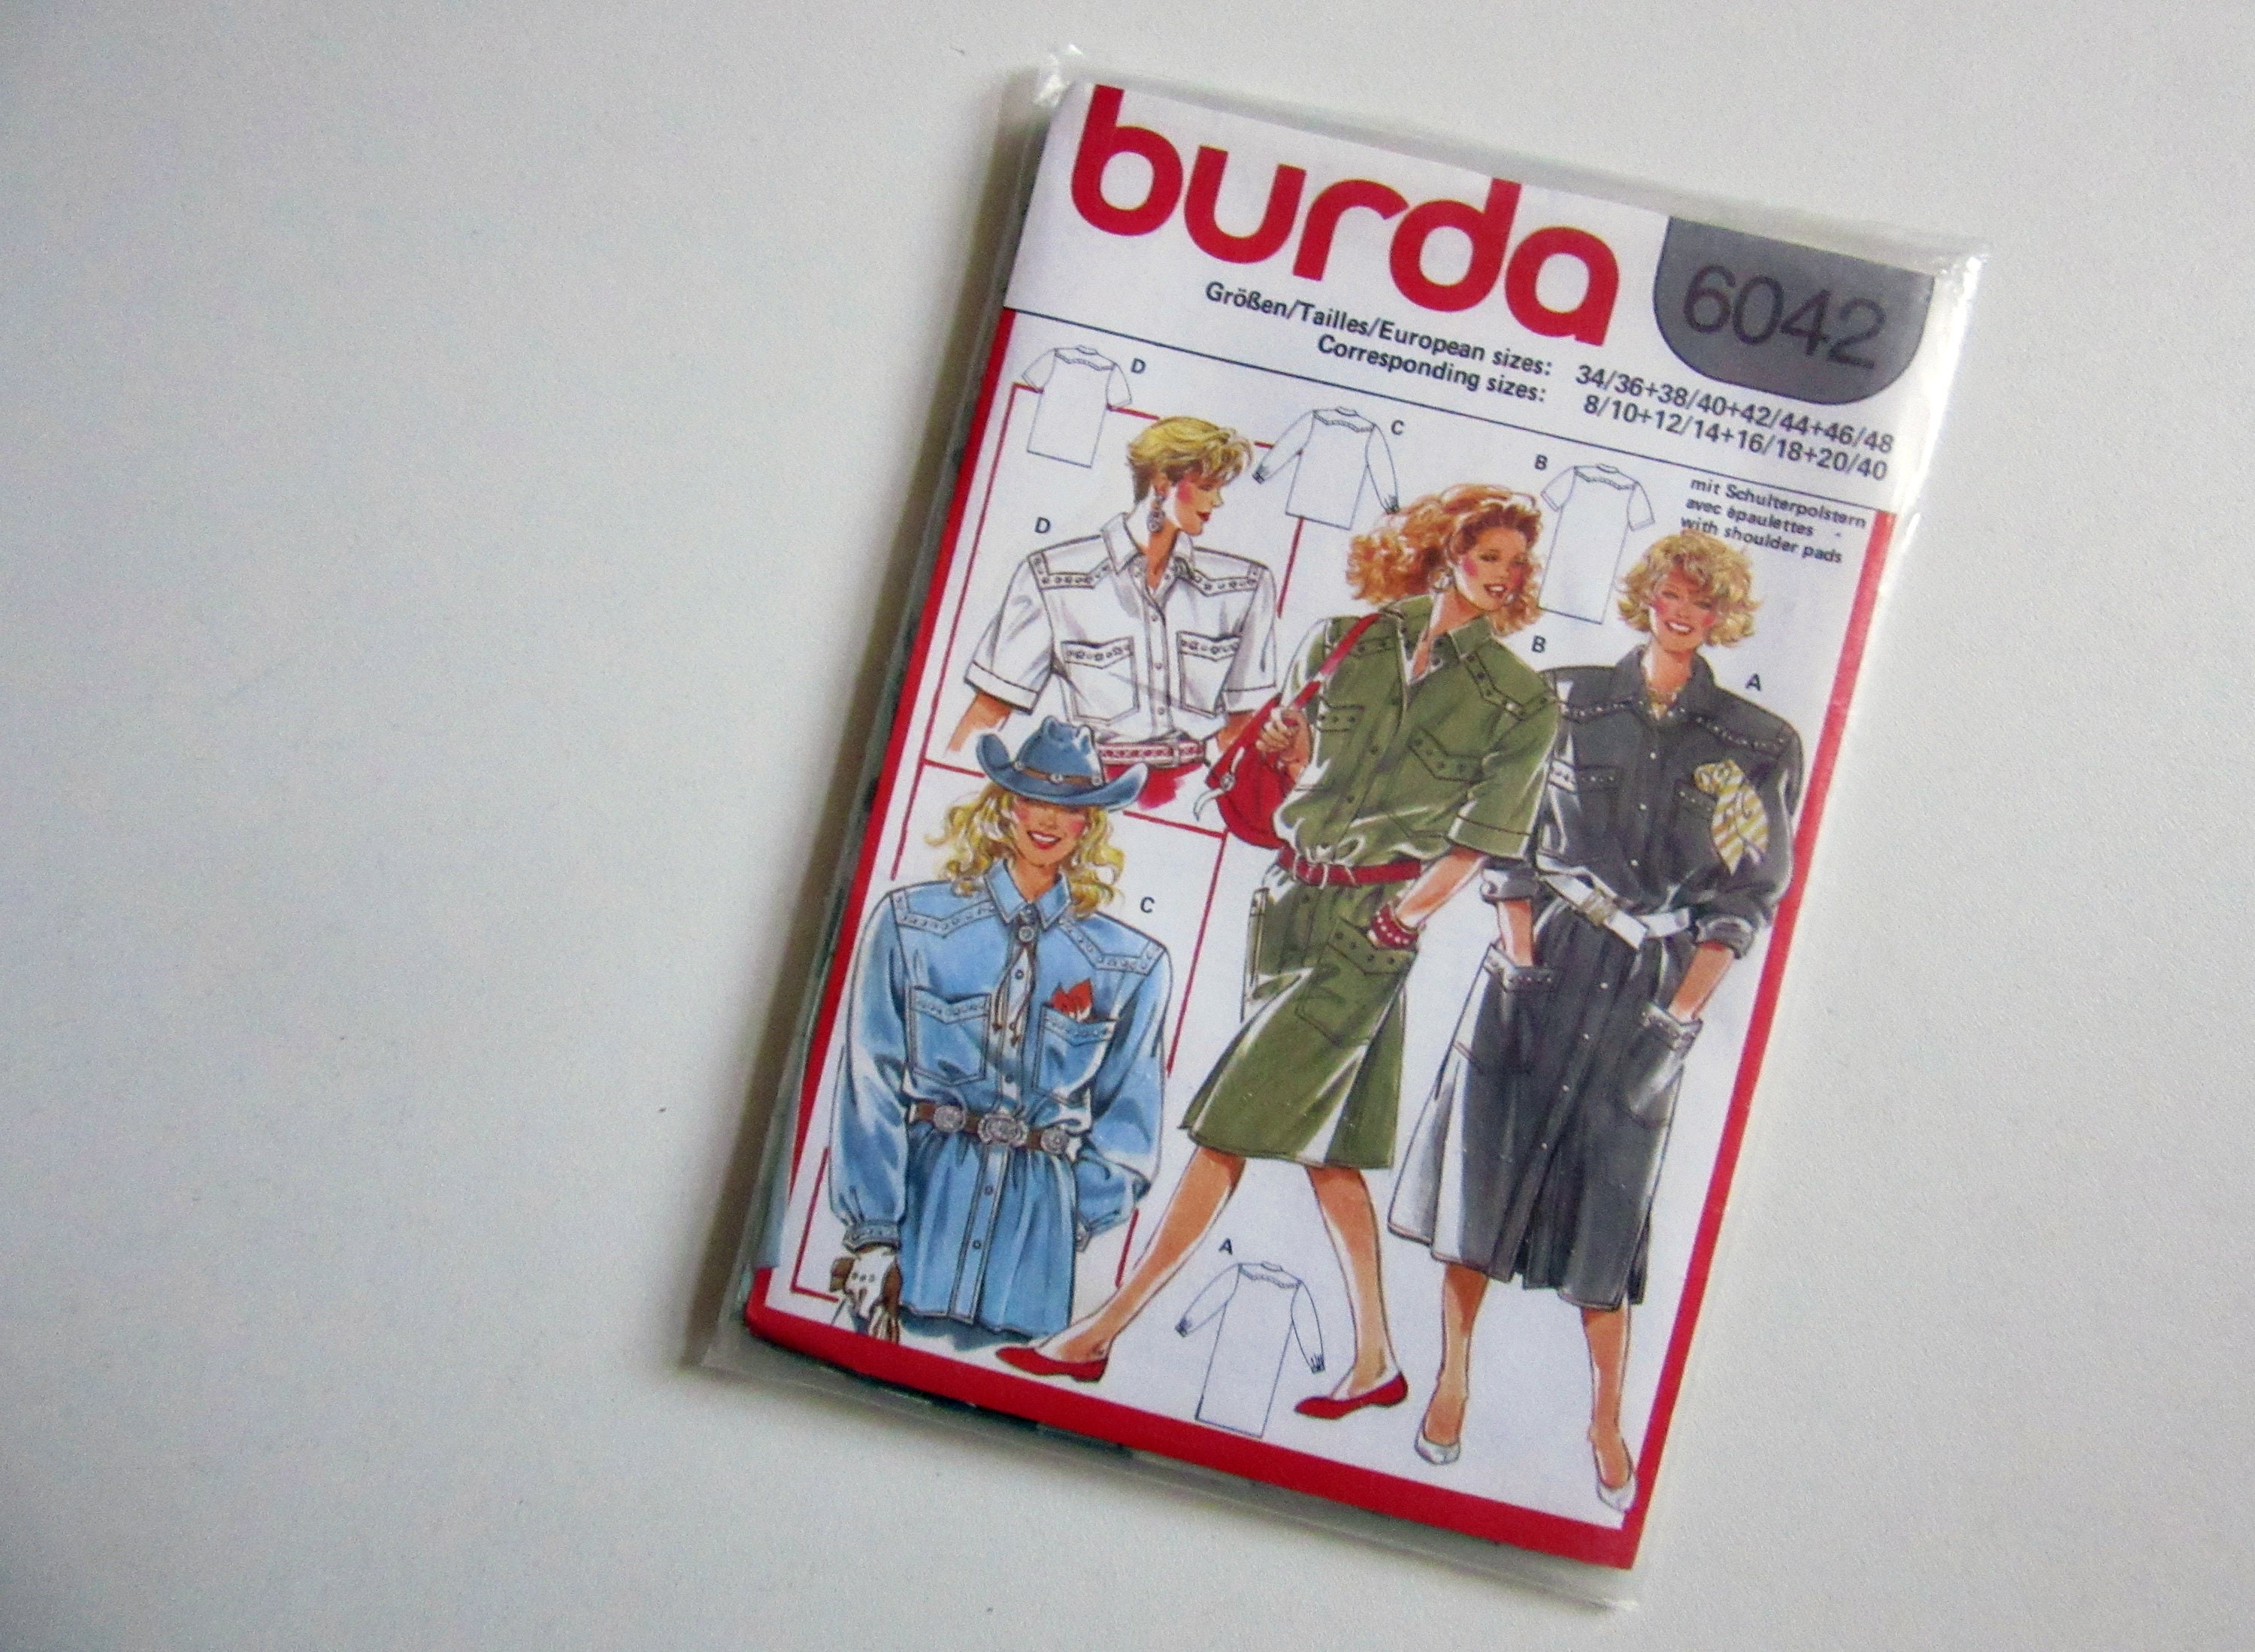 burda
6042
Größen/Tailles/European sizes: 34/36+38/40+42/44+46/48
Corresponding sizes: 8/10+12/14+16/18+20/40
mit Schulterpolstern
avec èpaulettes
with shoulder pads
D
C
B
D
B
A
C
A